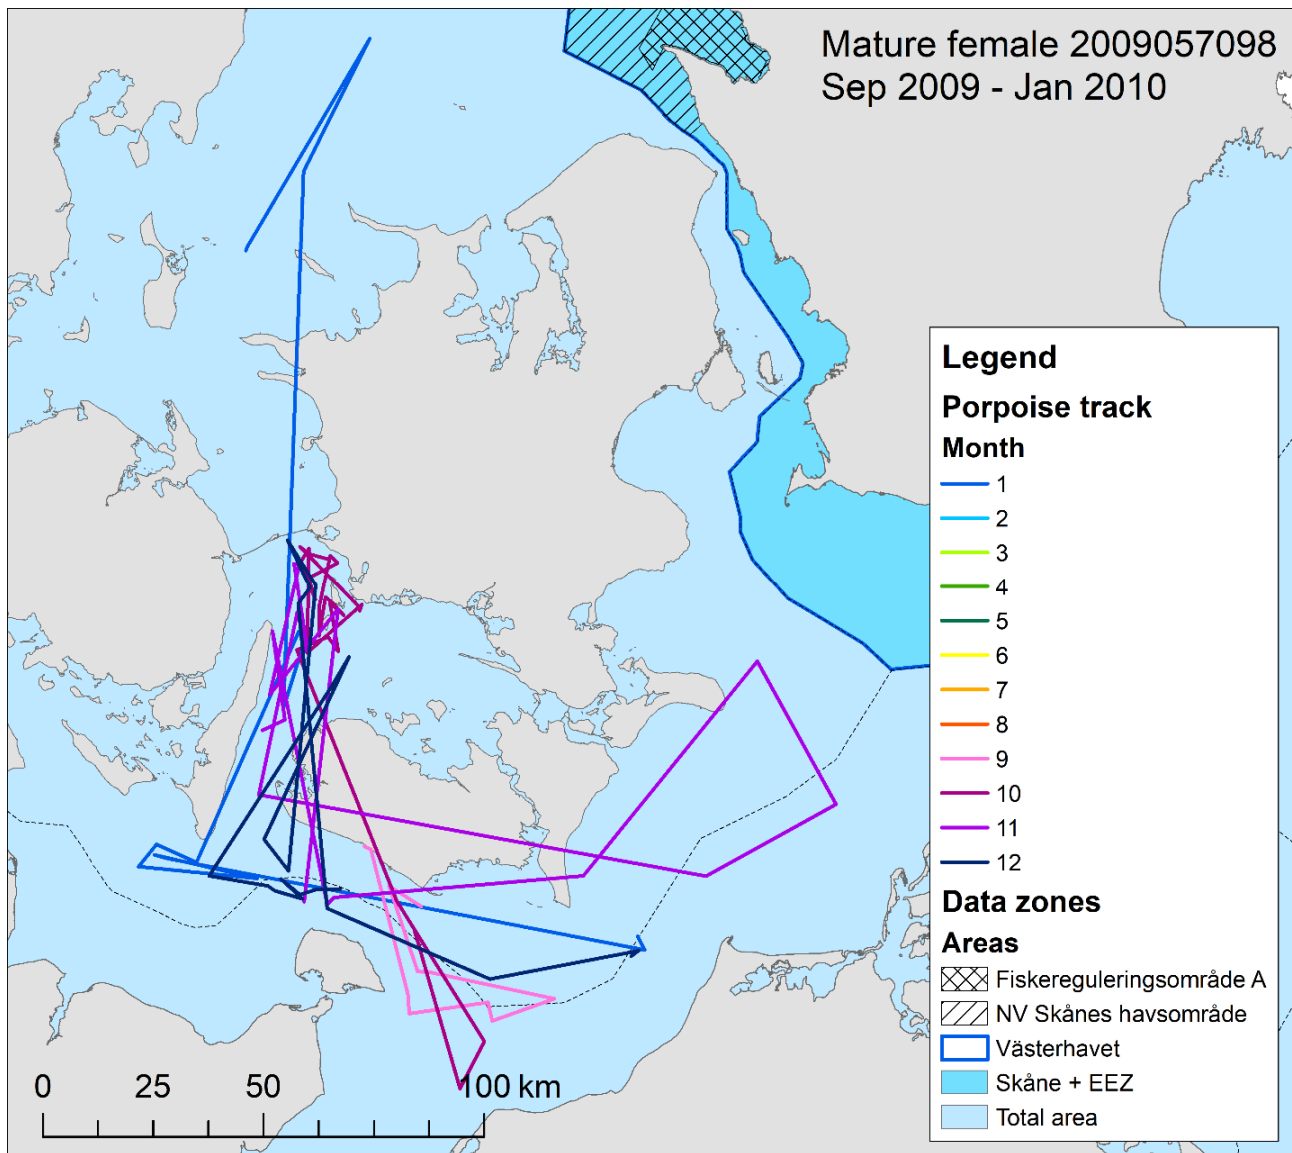 Mature female 2009057098
Sep 2009 - Jan 2010
Legend
Porpoise track
Month
1
2
3
4
5
6
7
8
9
10
11
12
Data zones
Areas
Fiskereguleringsområde A
NV Skånes havsområde
Västerhavet
Skåne + EEZ
Total area
0 25 50 100 km